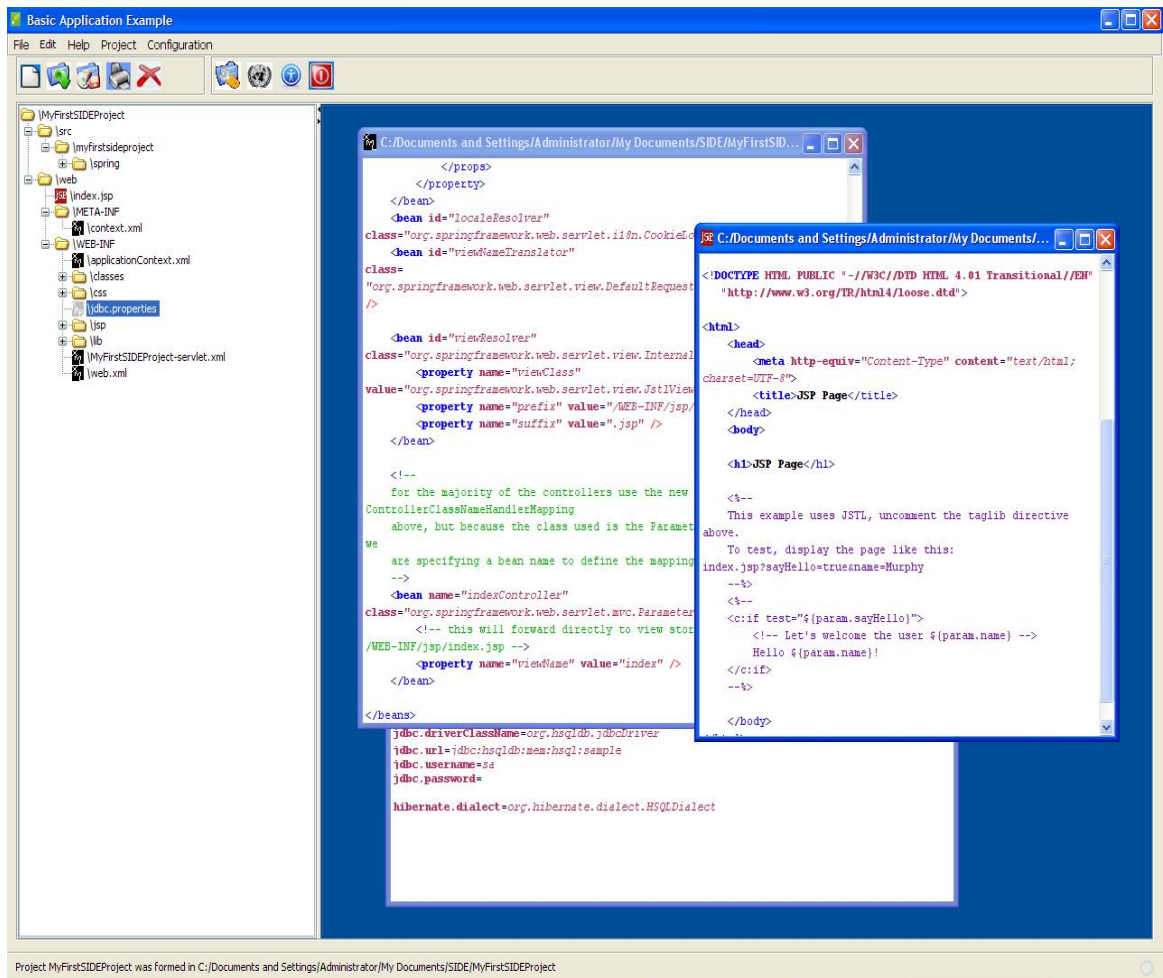 Basic Application Example
File Edit Help Project Configuration
\MyFirstSIDEProject
\src
\myfirstsideproject
\spring
\web
\index.jsp
\META-INF
\context.xml
\WEB-INF
\applicationContext.xml
\classes
\css
\jdbc.properties
\jsp
\lib
\MyFirstSIDEProject-servlet.xml
\web.xml
C:/Documents and Settings/Administrator/My Documents/SIDE/MyFirstSID...
</props>
</property>
</bean>
<bean id="localeResolver"
class="org.springframework.web.servlet.i18n.CookieLo
<bean id="viewNameTranslator"
class=
"org.springframework.web.servlet.view.DefaultRequest
/>
<bean id="viewResolver"
class="org.springframework.web.servlet.view.Internal
<property name="viewClass"
value="org.springframework.web.servlet.view.JstlView
<property name="prefix" value="/WEB-INF/jsp/
<property name="suffix" value=".jsp" />
</bean>
<!--
for the majority of the controllers use the new
ControllerClassNameHandlerMapping
above, but because the class used is the Paramet
we
are specifying a bean name to define the mapping
-->
<bean name="indexController"
class="org.springframework.web.servlet.mvc.Parameter
<!-- this will forward directly to view stor
/WEB-INF/jsp/index.jsp -->
<property name="viewName" value="index" />
</bean>
</beans>
JSP C:/Documents and Settings/Administrator/My Documents/...
<!DOCTYPE HTML PUBLIC "-//W3C//DTD HTML 4.01 Transitional//EN"
"http://www.w3.org/TR/html4/loose.dtd">
<html>
<head>
<meta http-equiv="Content-Type" content="text/html;
charset=UTF-8">
<title>JSP Page</title>
</head>
<body>
<h1>JSP Page</h1>
<%--
This example uses JSTL, uncomment the taglib directive
above.
To test, display the page like this:
index.jsp?sayHello=true&name=Murphy
--%>
<%--
<c:if test="${param.sayHello}">
<!-- Let's welcome the user ${param.name} -->
Hello ${param.name}!
</c:if>
--%>
</body>
jdbc.driverClassName=org.hsqldb.jdbcDriver
jdbc.url=jdbc:hsqldb:mem:hsql:sample
jdbc.username=sa
jdbc.password=
hibernate.dialect=org.hibernate.dialect.HSQLDialect
Project MyFirstSIDEProject was formed in C:/Documents and Settings/Administrator/My Documents/SIDE/MyFirstSIDEProject